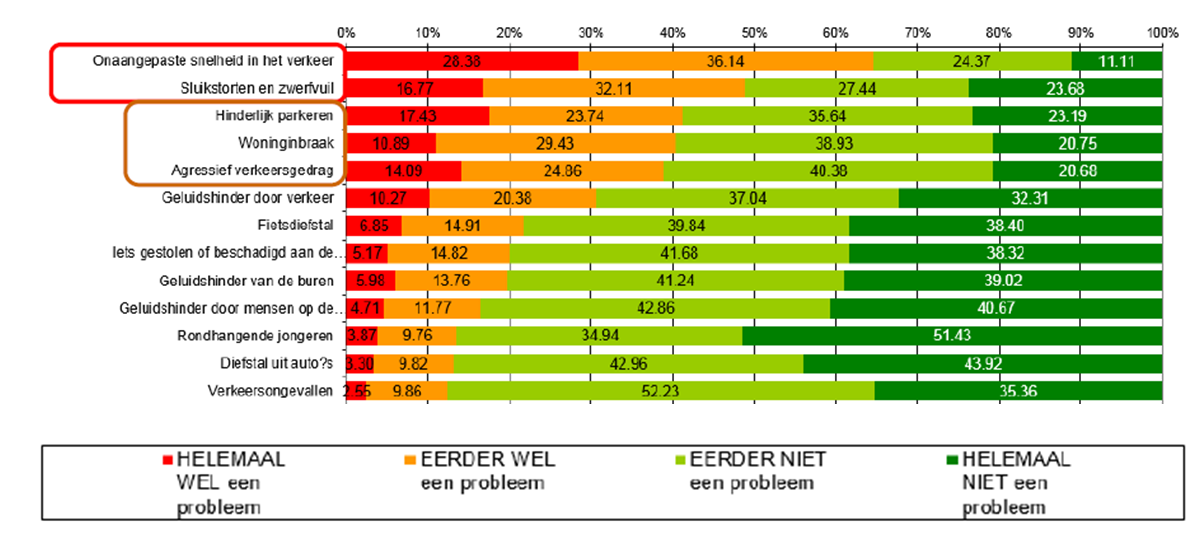 0% 10% 20% 30% 40% 50% 60% 70% 80% 90% 100%
Onaangepaste snelheid in het verkeer 28.38 36.14 24.37 11.11
Sluikstorten en zwerfvuil 16.77 32.11 27.44 23.68
Hinderlijk parkeren 17.43 23.74 35.64 23.19
Woninginbraak 10.89 29.43 38.93 20.75
Agressief verkeersgedrag 14.09 24.86 40.38 20.68
Geluidshinder door verkeer 10.27 20.38 37.04 32.31
Fietsdiefstal 6.85 14.91 39.84 38.40
Iets gestolen of beschadigd aan de... 5.17 14.82 41.68 38.32
Geluidshinder van de buren 5.98 13.76 41.24 39.02
Geluidshinder door mensen op de... 4.71 11.77 42.86 40.67
Rondhangende jongeren 3.87 9.76 34.94 51.43
Diefstal uit auto?s 3.30 9.82 42.96 43.92
Verkeersongevallen 2.55 9.86 52.23 35.36
HELEMAAL EERDER WEL EERDER NIET HELEMAAL
WEL een een probleem een probleem NIET een
probleem probleem